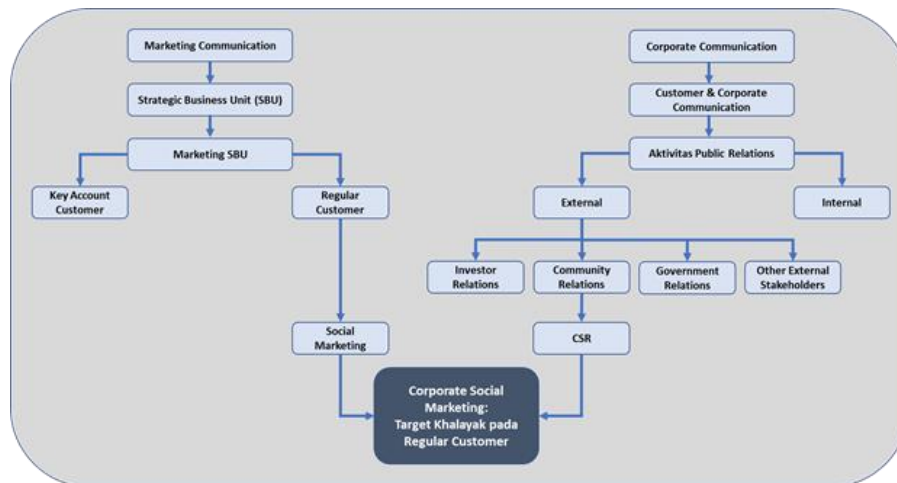 Marketing Communication
Corporate Communication
Strategic Business Unit (SBU)
Customer & Corporate
Communication
Marketing SBU
Aktivitas Public Relations
Key Account
Customer
Regular
Customer
External
Internal
Investor
Relations
Community
Relations
Government
Relations
Other External
Stakeholders
Social
Marketing
CSR
Corporate Social
Marketing:
Target Khalayak pada
Regular Customer